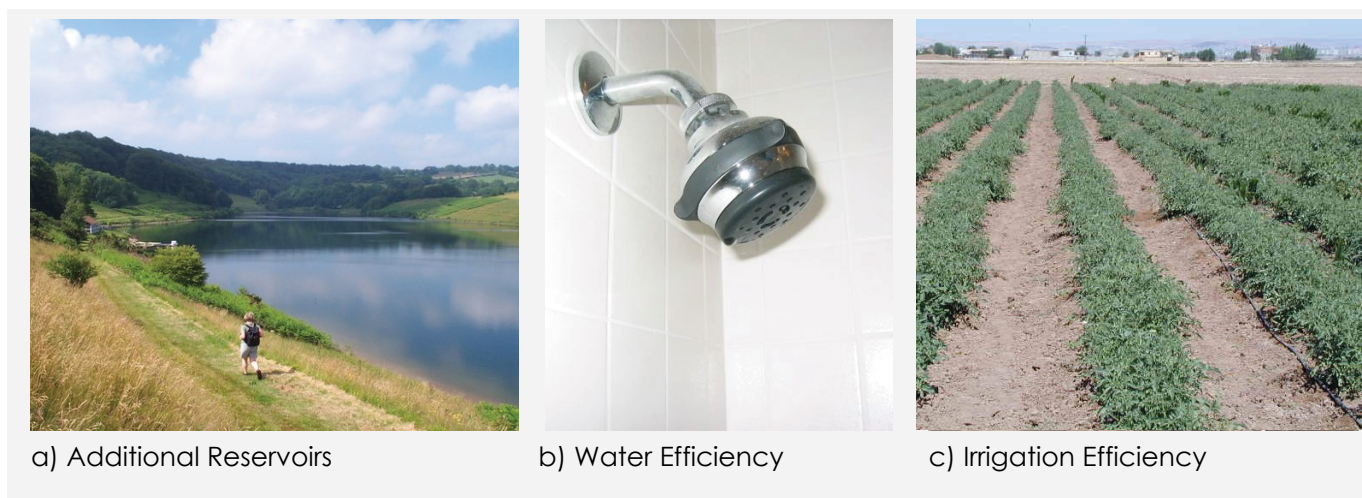 a) Additional Reservoirs
b) Water Efficiency
c) Irrigation Efficiency